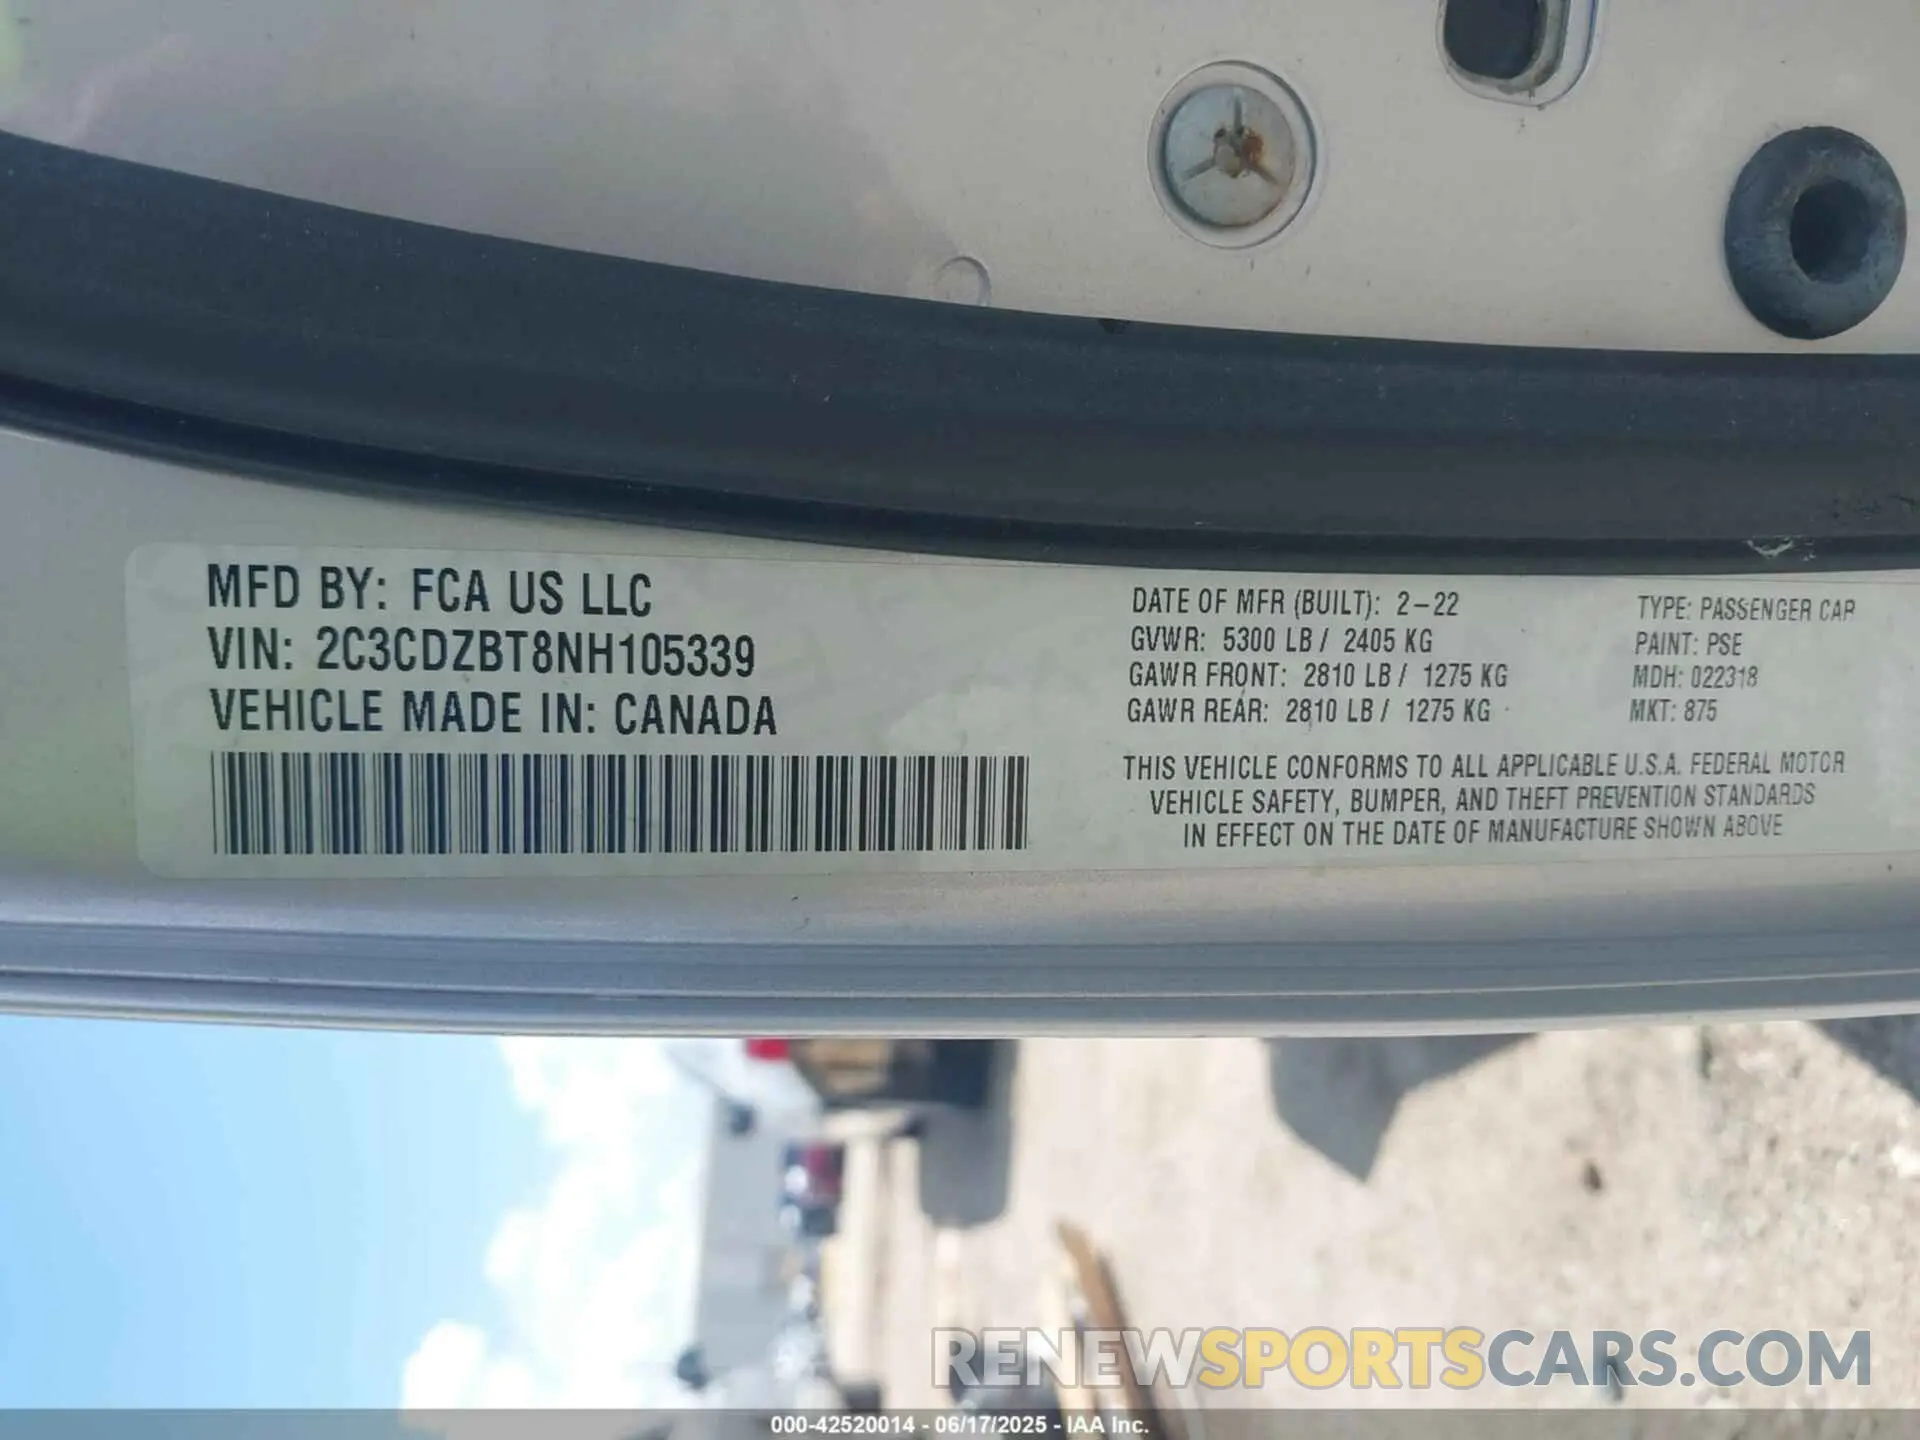 MFD BY: FCA US LLC
VIN: 2C3CDZBT8NH105339
VEHICLE MADE IN: CANADA
DATE OF MFR (BUILT): 2-22
GVWR: 5300 LB / 2405 KG
GAWR FRONT: 2810 LB / 1275 KG
GAWR REAR: 2810 LB / 1275 KG
TYPE: PASSENGER CAR
PAINT: PSE
MDH: 022318
MKT: 875
THIS VEHICLE CONFORMS TO ALL APPLICABLE U.S.A. FEDERAL MOTOR
VEHICLE SAFETY, BUMPER, AND THEFT PREVENTION STANDARDS
IN EFFECT ON THE DATE OF MANUFACTURE SHOWN ABOVE
RENEWSPORTSCARS.COM
000-42520014 - 06/17/2025 - IAA Inc.